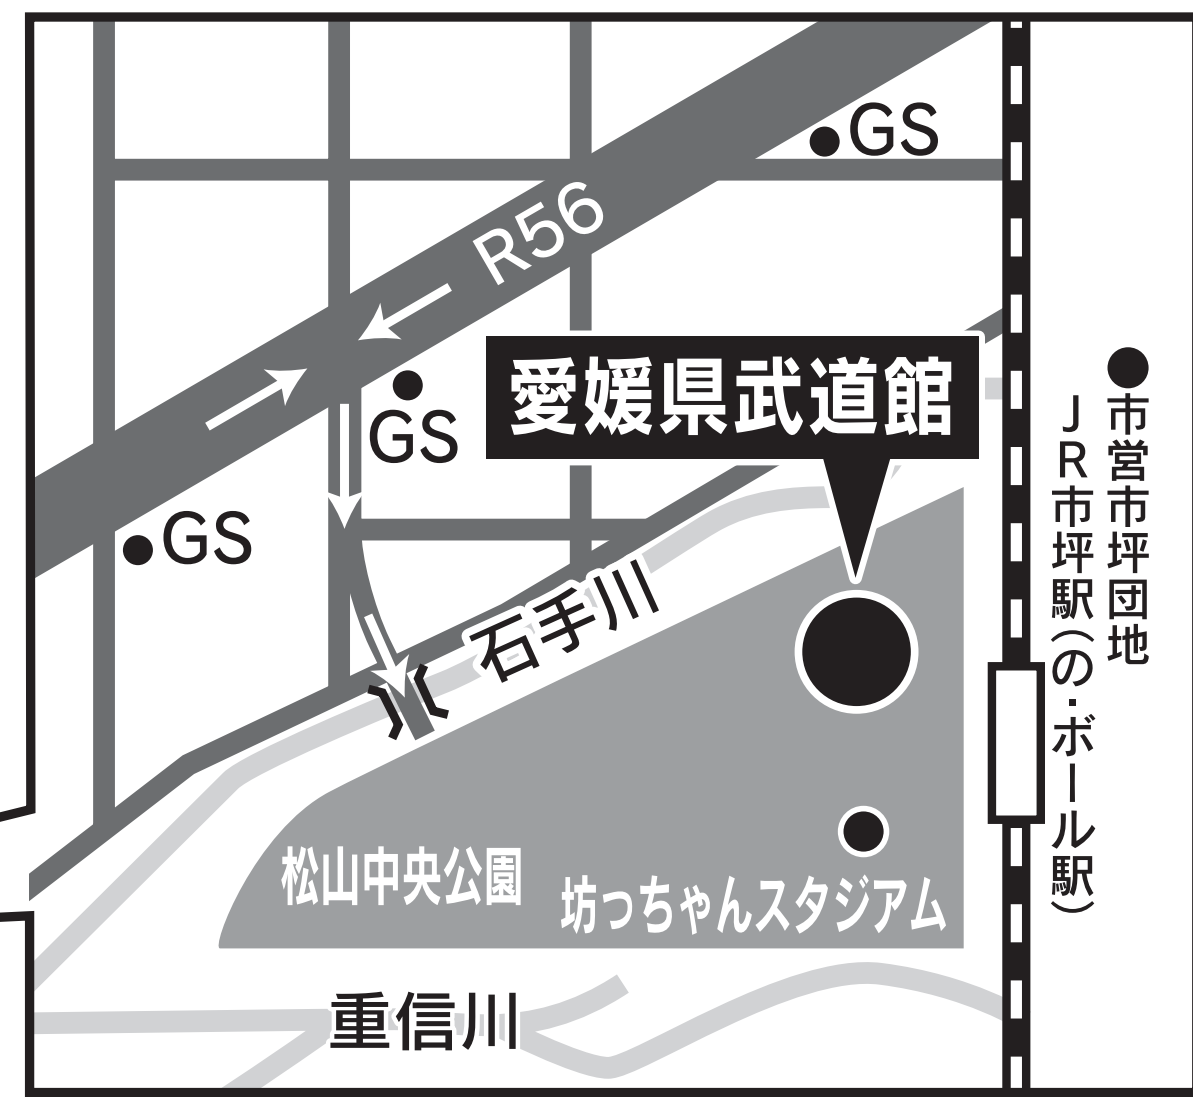 GS
R56
愛媛県武道館
GS
GS
石手川
●市営市坪団地
JR市坪駅(の・ボール駅)
松山中央公園
坊っちゃんスタジアム
重信川